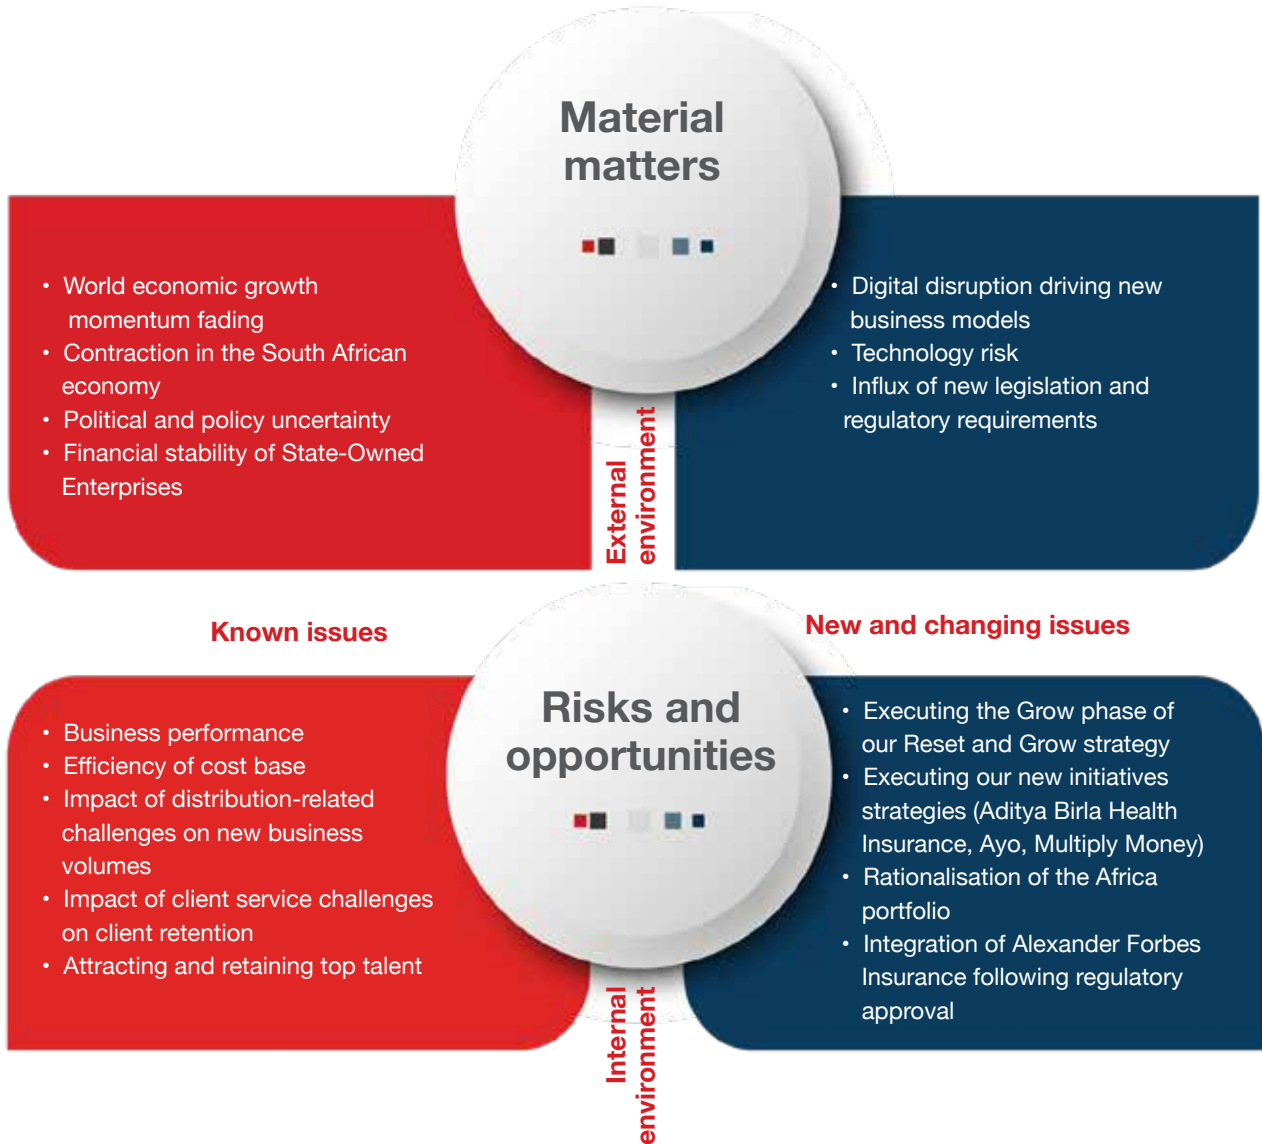 Material
matters
• World economic growth
momentum fading
• Contraction in the South African
economy
• Political and policy uncertainty
• Financial stability of State-Owned
Enterprises
• Digital disruption driving new
business models
• Technology risk
• Influx of new legislation and
regulatory requirements
External
environment
Known issues
New and changing issues
Risks and
opportunities
• Business performance
• Efficiency of cost base
• Impact of distribution-related
challenges on new business
volumes
• Impact of client service challenges
on client retention
• Attracting and retaining top talent
• Executing the Grow phase of
our Reset and Grow strategy
• Executing our new initiatives
strategies (Aditya Birla Health
Insurance, Ayo, Multiply Money)
• Rationalisation of the Africa
portfolio
• Integration of Alexander Forbes
Insurance following regulatory
approval
Internal
environment